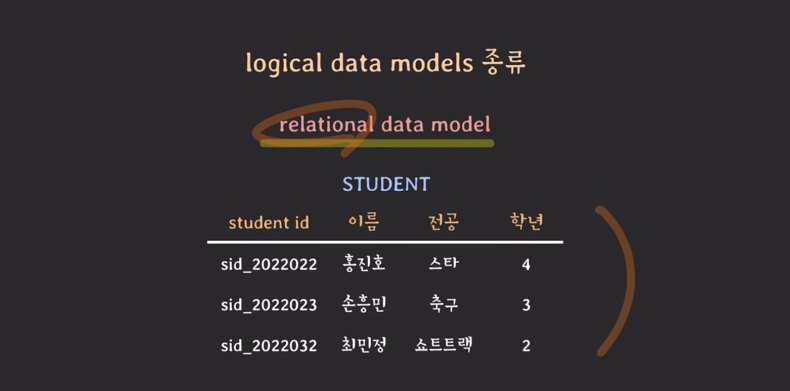 logical data models 종류
relational data model
STUDENT
student id 이름 전공 학년
sid_2022022 홍진호 스타 4
sid_2022023 손흥민 축구 3
sid_2022032 최민정 쇼트트랙 2